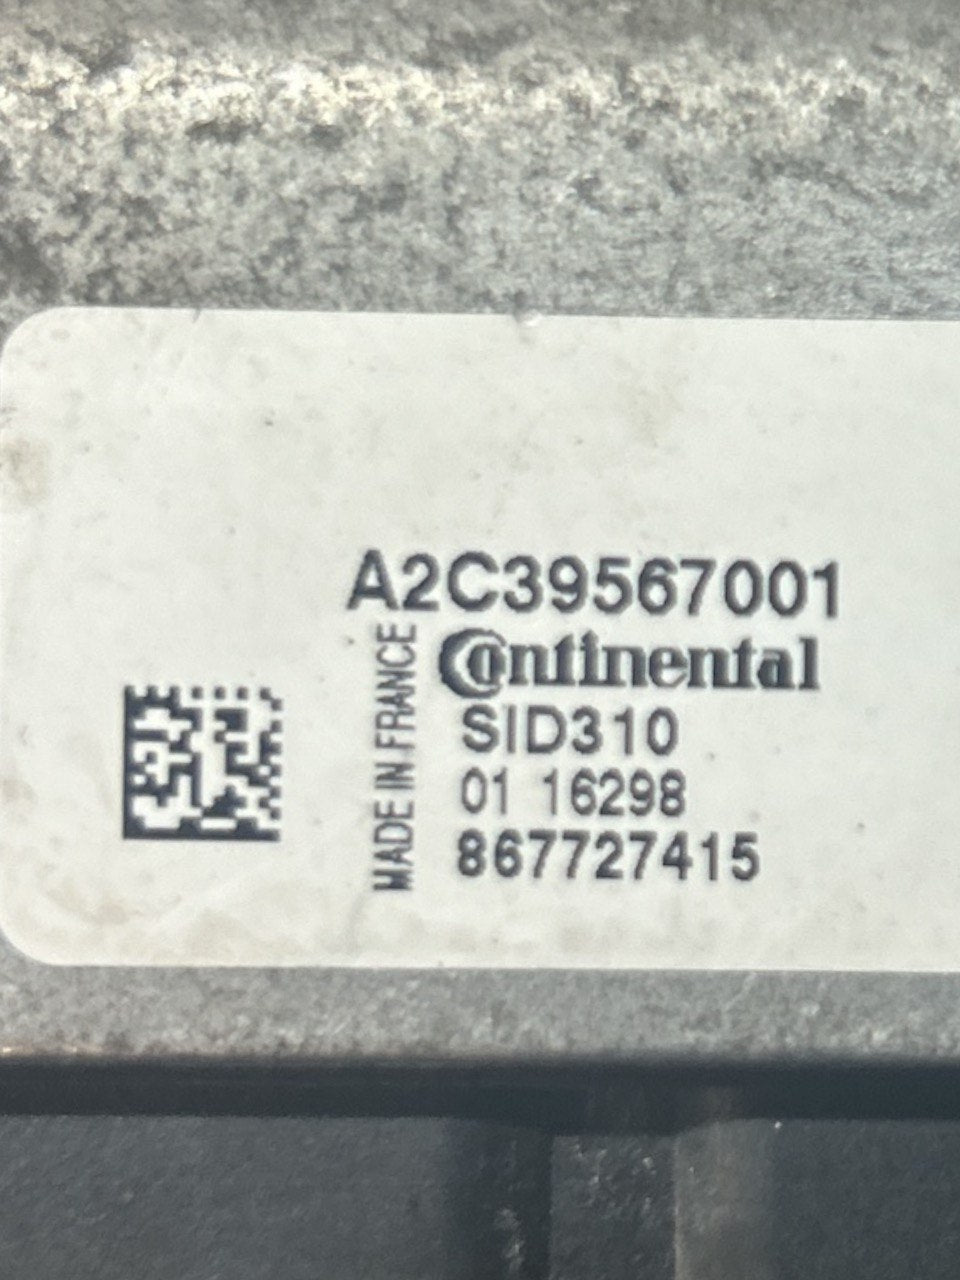 A2C39567001
Continental
MADE IN FRANCE
SID310
01 16298
867727415